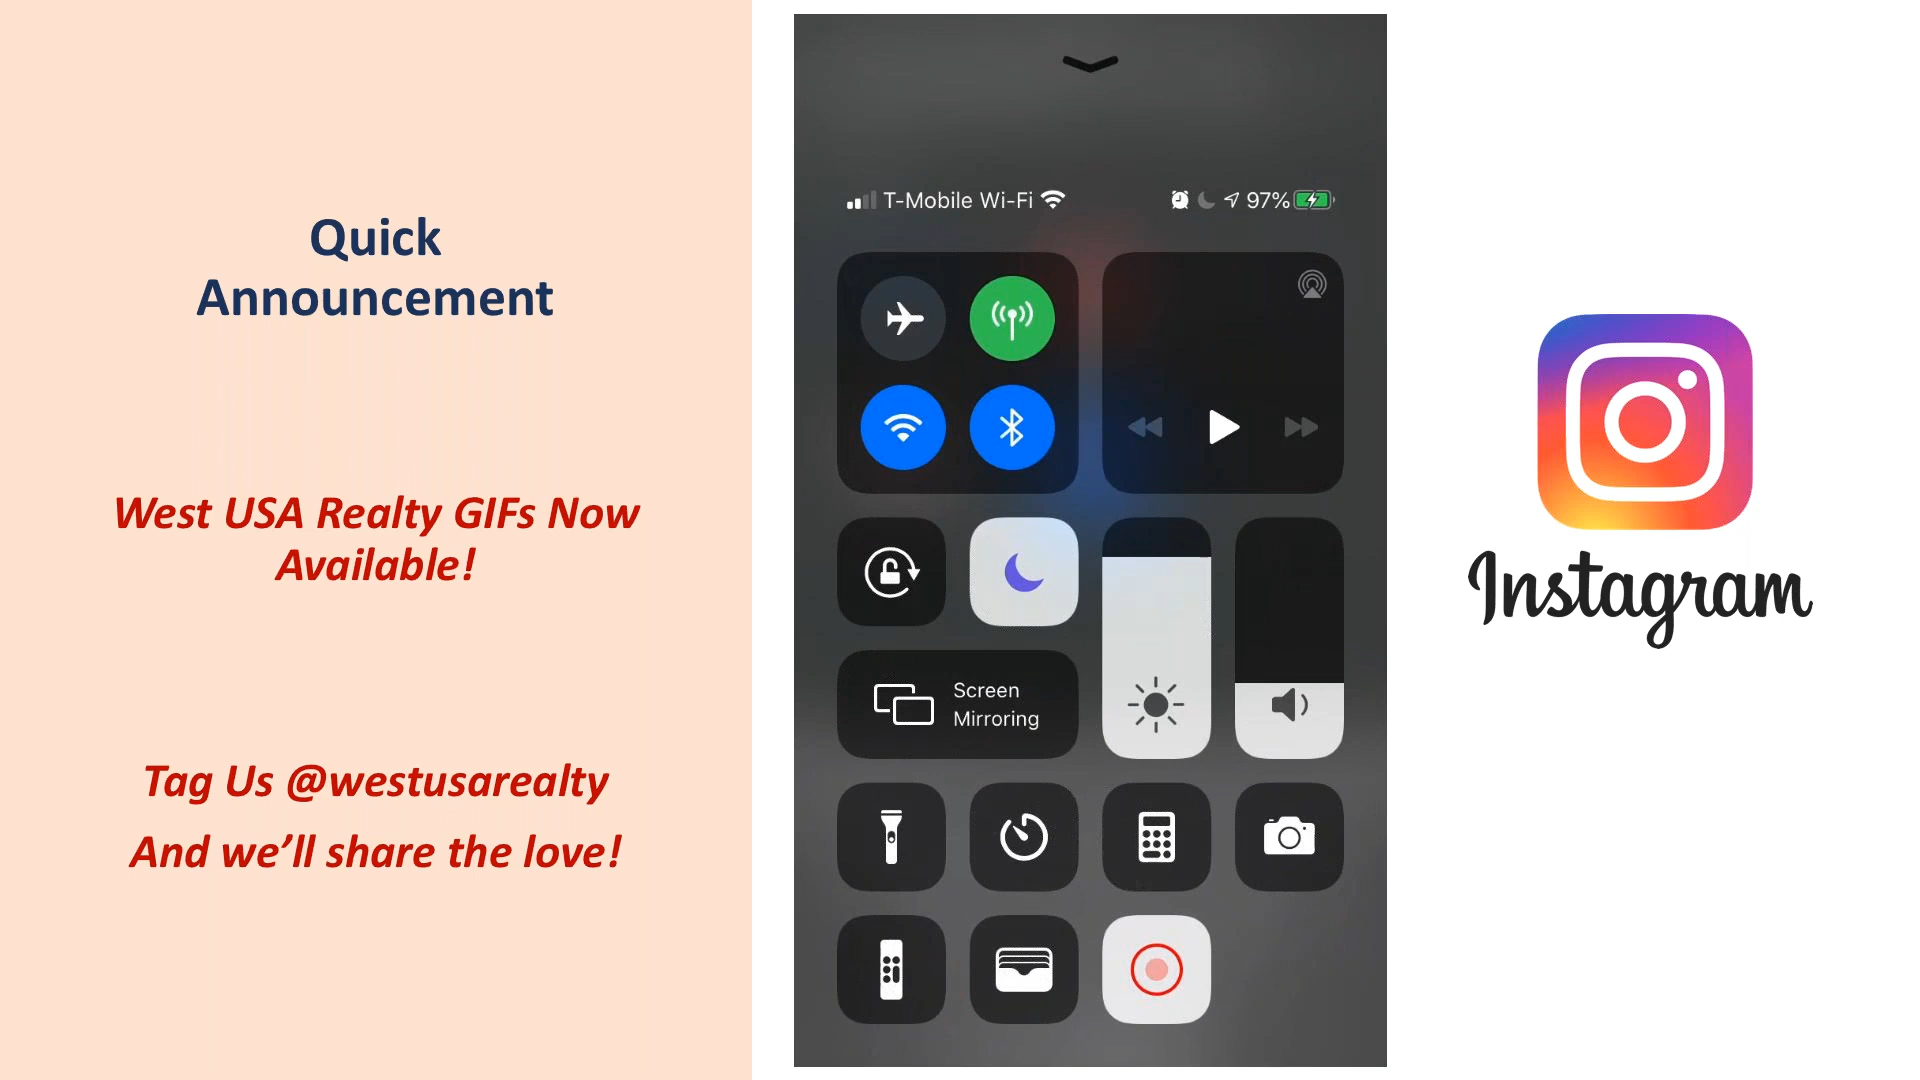 Quick
Announcement
West USA Realty GIFs Now
Available!
Tag Us @westusarealty
And we’ll share the love!
T-Mobile Wi-Fi
97%
Screen
Mirroring
Instagram